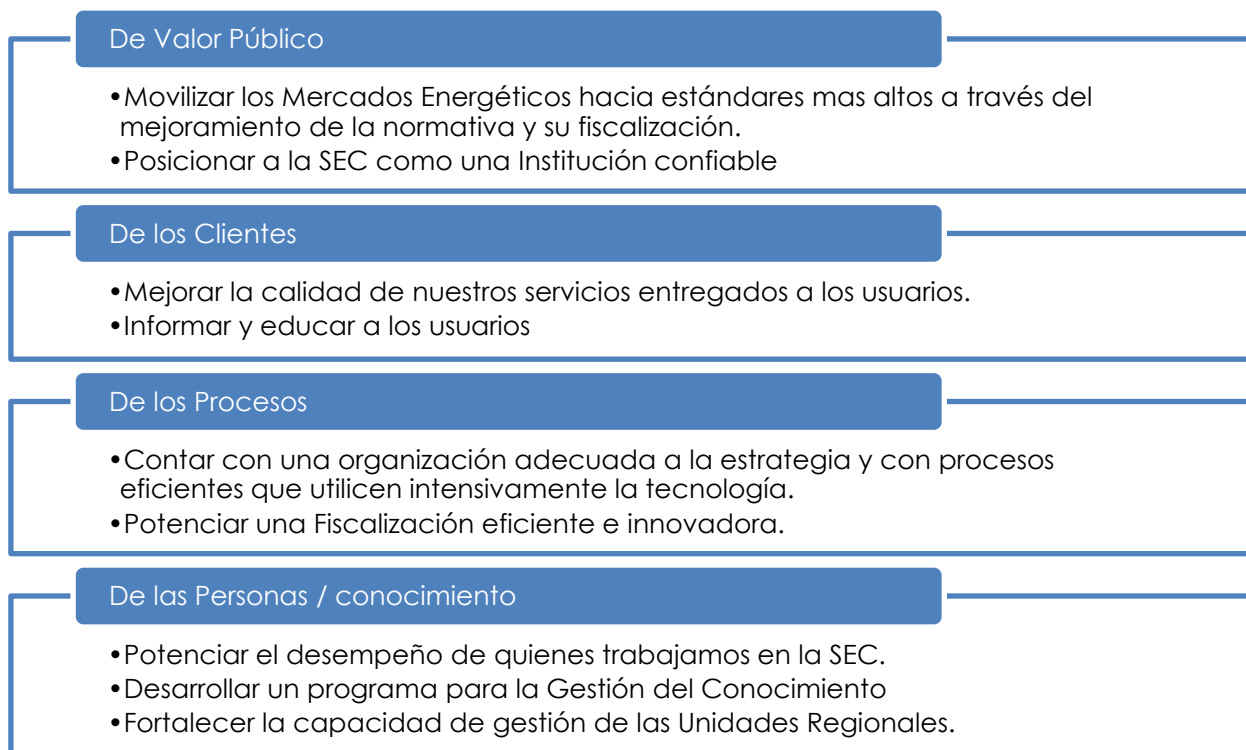 De Valor Público
•Movilizar los Mercados Energéticos hacia estándares mas altos a través del
mejoramiento de la normativa y su fiscalización.
•Posicionar a la SEC como una Institución confiable
De los Clientes
•Mejorar la calidad de nuestros servicios entregados a los usuarios.
•Informar y educar a los usuarios
De los Procesos
•Contar con una organización adecuada a la estrategia y con procesos
eficientes que utilicen intensivamente la tecnología.
•Potenciar una Fiscalización eficiente e innovadora.
De las Personas / conocimiento
•Potenciar el desempeño de quienes trabajamos en la SEC.
•Desarrollar un programa para la Gestión del Conocimiento
•Fortalecer la capacidad de gestión de las Unidades Regionales.